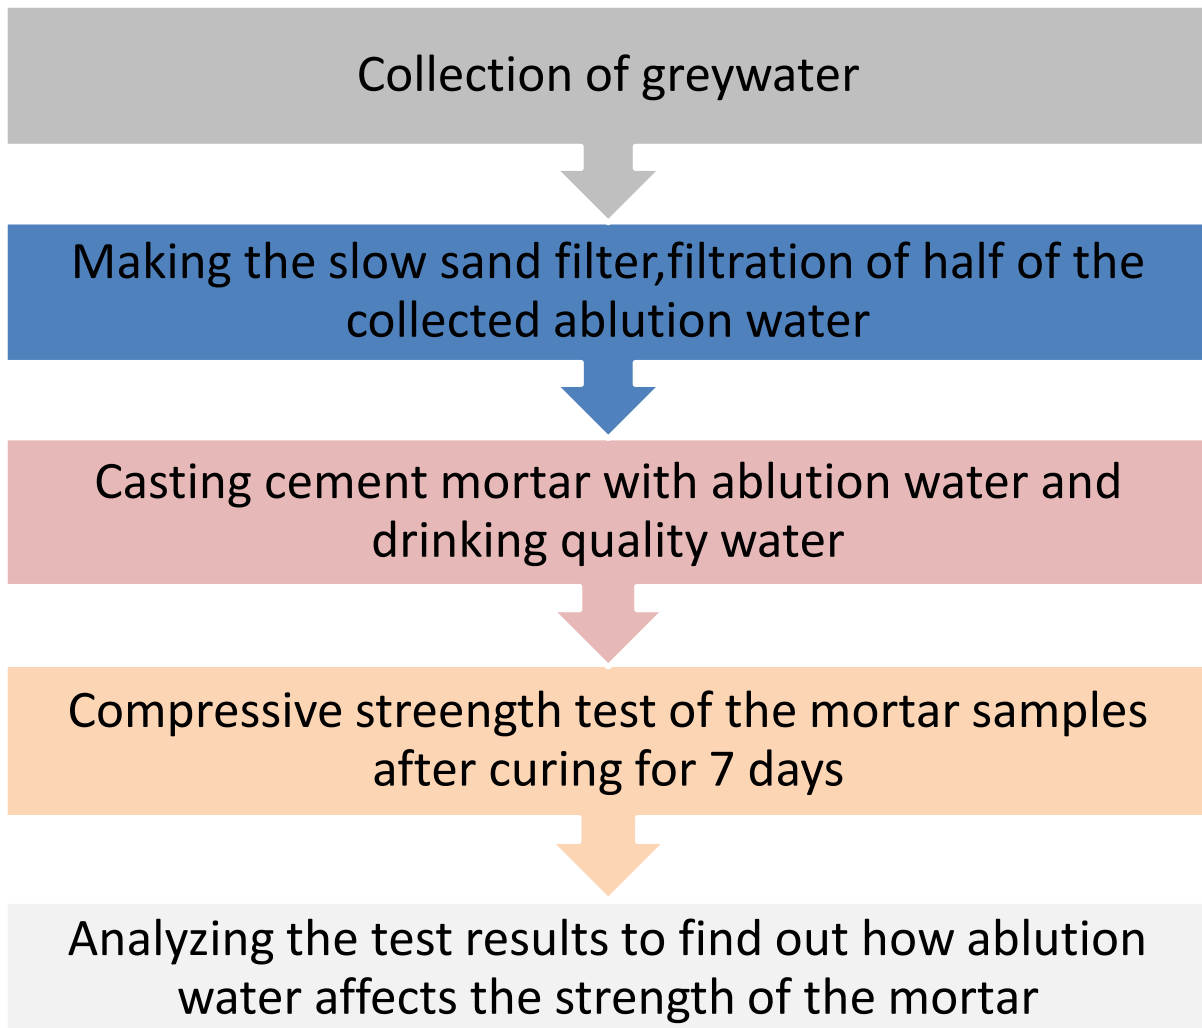 Collection of greywater
Making the slow sand filter,filtration of half of the
collected ablution water
Casting cement mortar with ablution water and
drinking quality water
Compressive streength test of the mortar samples
after curing for 7 days
Analyzing the test results to find out how ablution
water affects the strength of the mortar